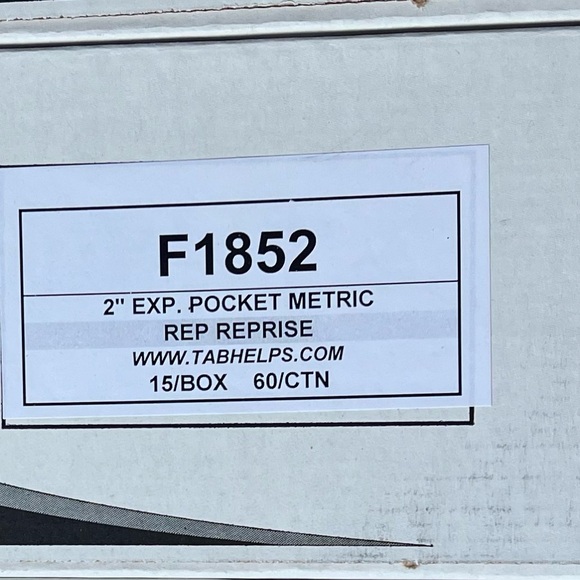 F1852
2" EXP. POCKET METRIC
REP REPRISE
WWW.TABHELPS.COM
15/BOX 60/CTN